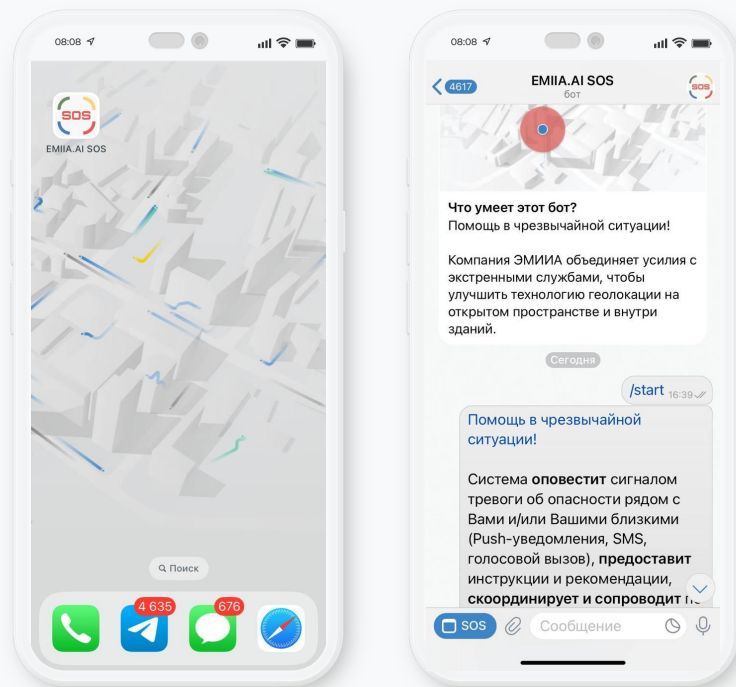 08:08
SOS
EMIIA.AI SOS
Поиск
4 635
676
08:08
4617
EMIIA.AI SOS
бот
SOS
Что умеет этот бот?
Помощь в чрезвычайной ситуации!
Компания ЭМИИА объединяет усилия с
экстренными службами, чтобы
улучшить технологию геолокации на
открытом пространстве и внутри
зданий.
Сегодня
/start 16:39
Помощь в чрезвычайной
ситуации!
Система оповестит сигналом
тревоги об опасности рядом с
Вами и/или Вашими близкими
(Push-уведомления, SMS,
голосовой вызов), предоставит
инструкции и рекомендации,
скоординирует и сопроводит
SOS
Сообщение